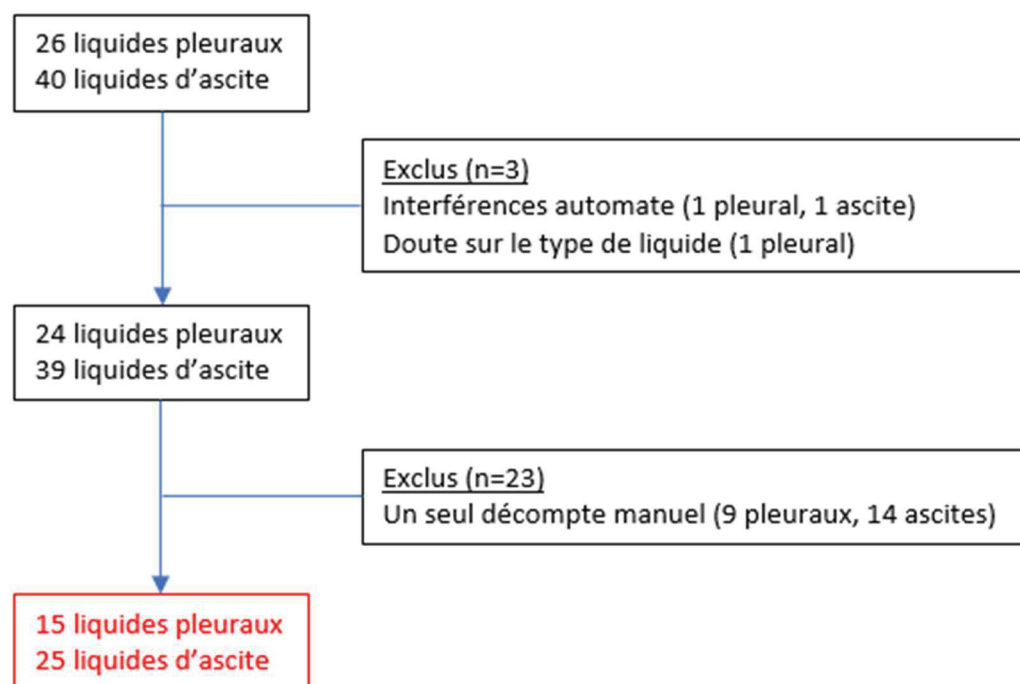 26 liquides pleuraux
40 liquides d’ascite
Exclus (n=3)
Interférences automate (1 pleural, 1 ascite)
Doute sur le type de liquide (1 pleural)
24 liquides pleuraux
39 liquides d’ascite
Exclus (n=23)
Un seul décompte manuel (9 pleuraux, 14 ascites)
15 liquides pleuraux
25 liquides d’ascite